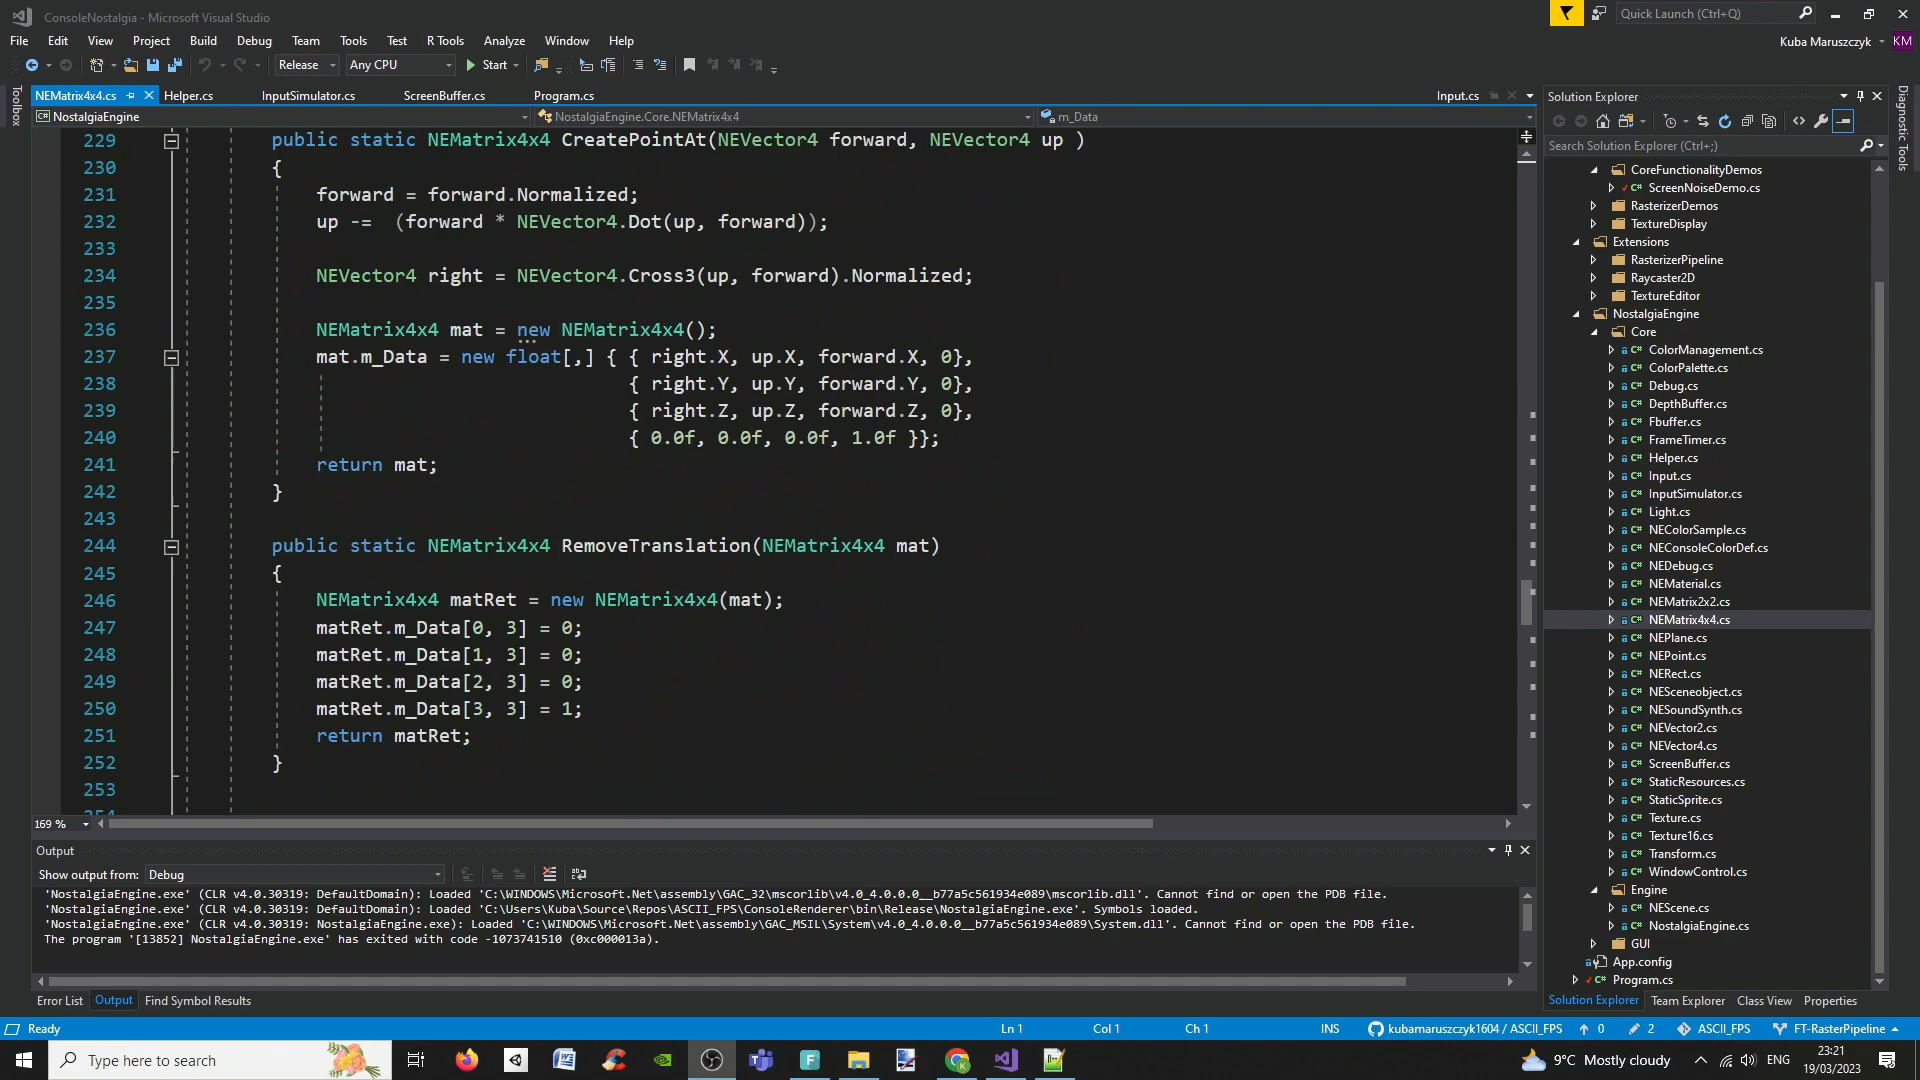 ConsoleNostalgia - Microsoft Visual Studio
Quick Launch (Ctrl+Q)
File Edit View Project Build Debug Team Tools Test R Tools Analyze Window Help
Kuba Maruszczyk KM
Release Any CPU Start
Toolbox
NEMatrix4x4.cs Helper.cs InputSimulator.cs ScreenBuffer.cs Program.cs Input.cs
NostalgiaEngine NostalgiaEngine.Core.NEMatrix4x4 m_Data
229 public static NEMatrix4x4 CreatePointAt(NEVector4 forward, NEVector4 up )
230 {
231 forward = forward.Normalized;
232 up -= (forward * NEVector4.Dot(up, forward));
233
234 NEVector4 right = NEVector4.Cross3(up, forward).Normalized;
235
236 NEMatrix4x4 mat = new NEMatrix4x4();
237 mat.m_Data = new float[,] { { right.X, up.X, forward.X, 0},
238 { right.Y, up.Y, forward.Y, 0},
239 { right.Z, up.Z, forward.Z, 0},
240 { 0.0f, 0.0f, 0.0f, 1.0f }};
241 return mat;
242 }
243
244 public static NEMatrix4x4 RemoveTranslation(NEMatrix4x4 mat)
245 {
246 NEMatrix4x4 matRet = new NEMatrix4x4(mat);
247 matRet.m_Data[0, 3] = 0;
248 matRet.m_Data[1, 3] = 0;
249 matRet.m_Data[2, 3] = 0;
250 matRet.m_Data[3, 3] = 1;
251 return matRet;
252 }
253
169 %
Output
Show output from: Debug
'NostalgiaEngine.exe' (CLR v4.0.30319: DefaultDomain): Loaded 'C:\WINDOWS\Microsoft.Net\assembly\GAC_32\mscorlib\v4.0_4.0.0.0__b77a5c561934e089\mscorlib.dll'. Cannot find or open the PDB file.
'NostalgiaEngine.exe' (CLR v4.0.30319: DefaultDomain): Loaded 'C:\Users\Kuba\Source\Repos\ASCII_FPS\ConsoleRenderer\bin\Release\NostalgiaEngine.exe'. Symbols loaded.
'NostalgiaEngine.exe' (CLR v4.0.30319: NostalgiaEngine.exe): Loaded 'C:\WINDOWS\Microsoft.Net\assembly\GAC_MSIL\System\v4.0_4.0.0.0__b77a5c561934e089\System.dll'. Cannot find or open the PDB file.
The program '[13852] NostalgiaEngine.exe' has exited with code -1073741510 (0xc000013a).
Error List Output Find Symbol Results
Solution Explorer
Search Solution Explorer (Ctrl+;)
CoreFunctionalityDemos
C# ScreenNoiseDemo.cs
RasterizerDemos
TextureDisplay
Extensions
RasterizerPipeline
Raycaster2D
TextureEditor
NostalgiaEngine
Core
C# ColorManagement.cs
C# ColorPalette.cs
C# Debug.cs
C# DepthBuffer.cs
C# Fbuffer.cs
C# FrameTimer.cs
C# Helper.cs
C# Input.cs
C# InputSimulator.cs
C# Light.cs
C# NEColorSample.cs
C# NEConsoleColorDef.cs
C# NEDebug.cs
C# NEMaterial.cs
C# NEMatrix2x2.cs
C# NEMatrix4x4.cs
C# NEPlane.cs
C# NEPoint.cs
C# NERect.cs
C# NESceneobject.cs
C# NESoundSynth.cs
C# NEVector2.cs
C# NEVector4.cs
C# ScreenBuffer.cs
C# StaticResources.cs
C# StaticSprite.cs
C# Texture.cs
C# Texture16.cs
C# Transform.cs
C# WindowControl.cs
Engine
C# NEScene.cs
C# NostalgiaEngine.cs
GUI
App.config
C# Program.cs
Solution Explorer Team Explorer Class View Properties
Diagnostic Tools
Ready Ln 1 Col 1 Ch 1 INS kubamaruszczyk1604 / ASCII_FPS 0 2 ASCII_FPS FT-RasterPipeline
Type here to search
9°C Mostly cloudy ENG 23:21
19/03/2023